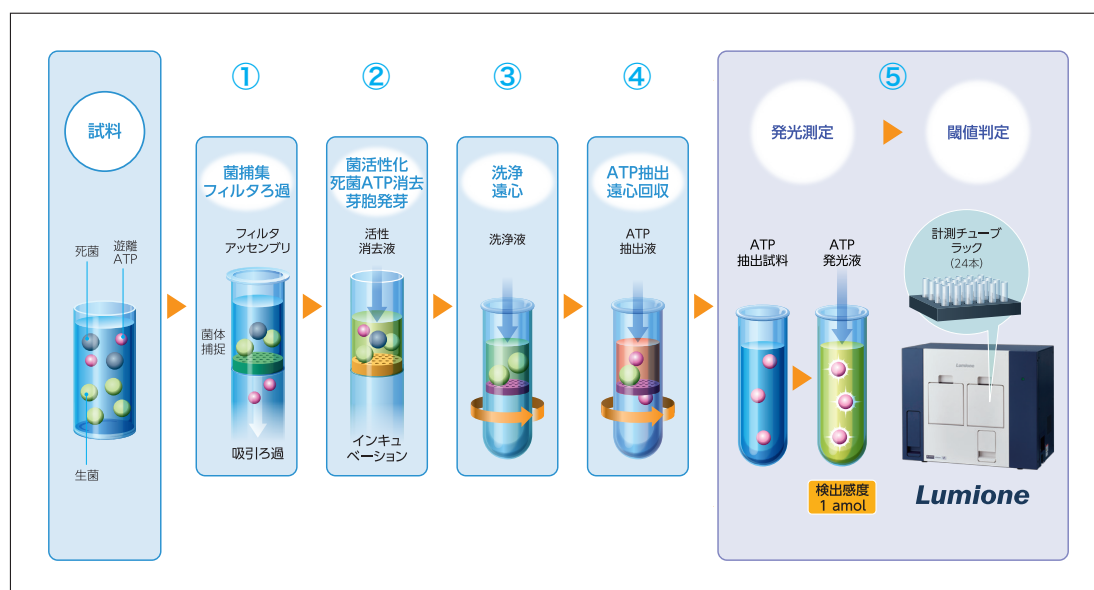 試料
死菌
遊離
ATP
生菌
①
菌捕集
フィルタろ過
フィルタ
アッセンブリ
菌体
捕捉
吸引ろ過
②
菌活性化
死菌ATP消去
芽胞発芽
活性
消去液
インキュ
ベーション
③
洗浄
遠心
洗浄液
④
ATP抽出
遠心回収
ATP
抽出液
⑤
発光測定
閾値判定
ATP
抽出試料
ATP
発光液
検出感度
1 amol
計測チューブ
ラック
(24本)
Lumione
Lumione